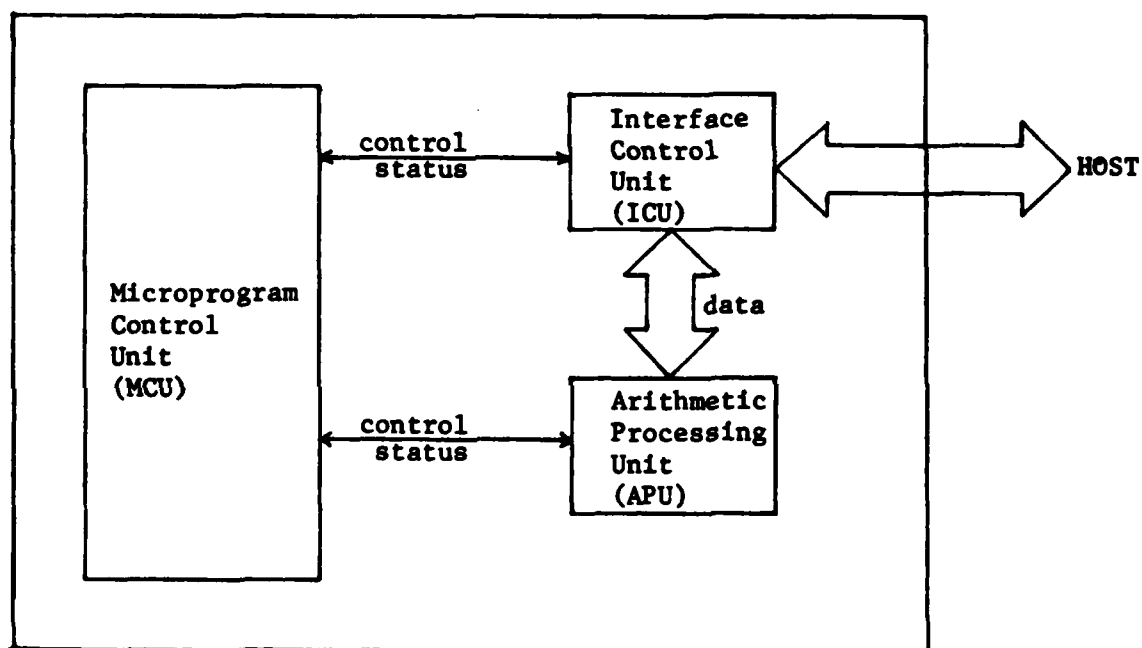 Microprogram
Control
Unit
(MCU)
control
status
Interface
Control
Unit
(ICU)
HOST
data
control
status
Arithmetic
Processing
Unit
(APU)